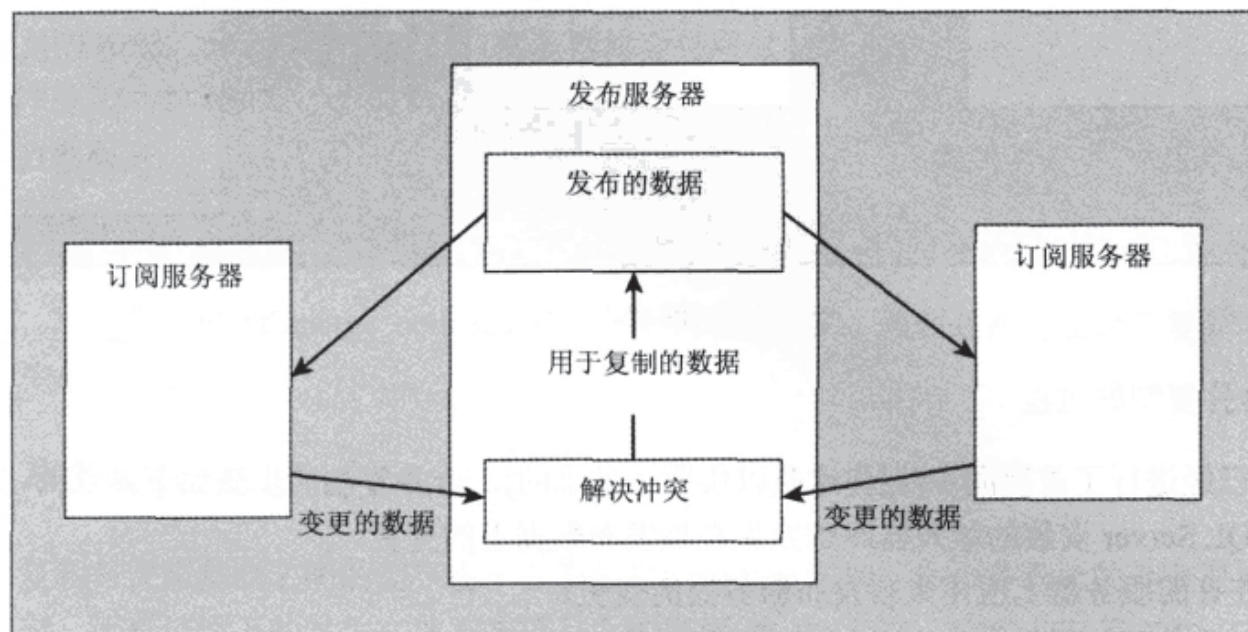 发布服务器
发布的数据
订阅服务器
订阅服务器
用于复制的数据
解决冲突
变更的数据
变更的数据